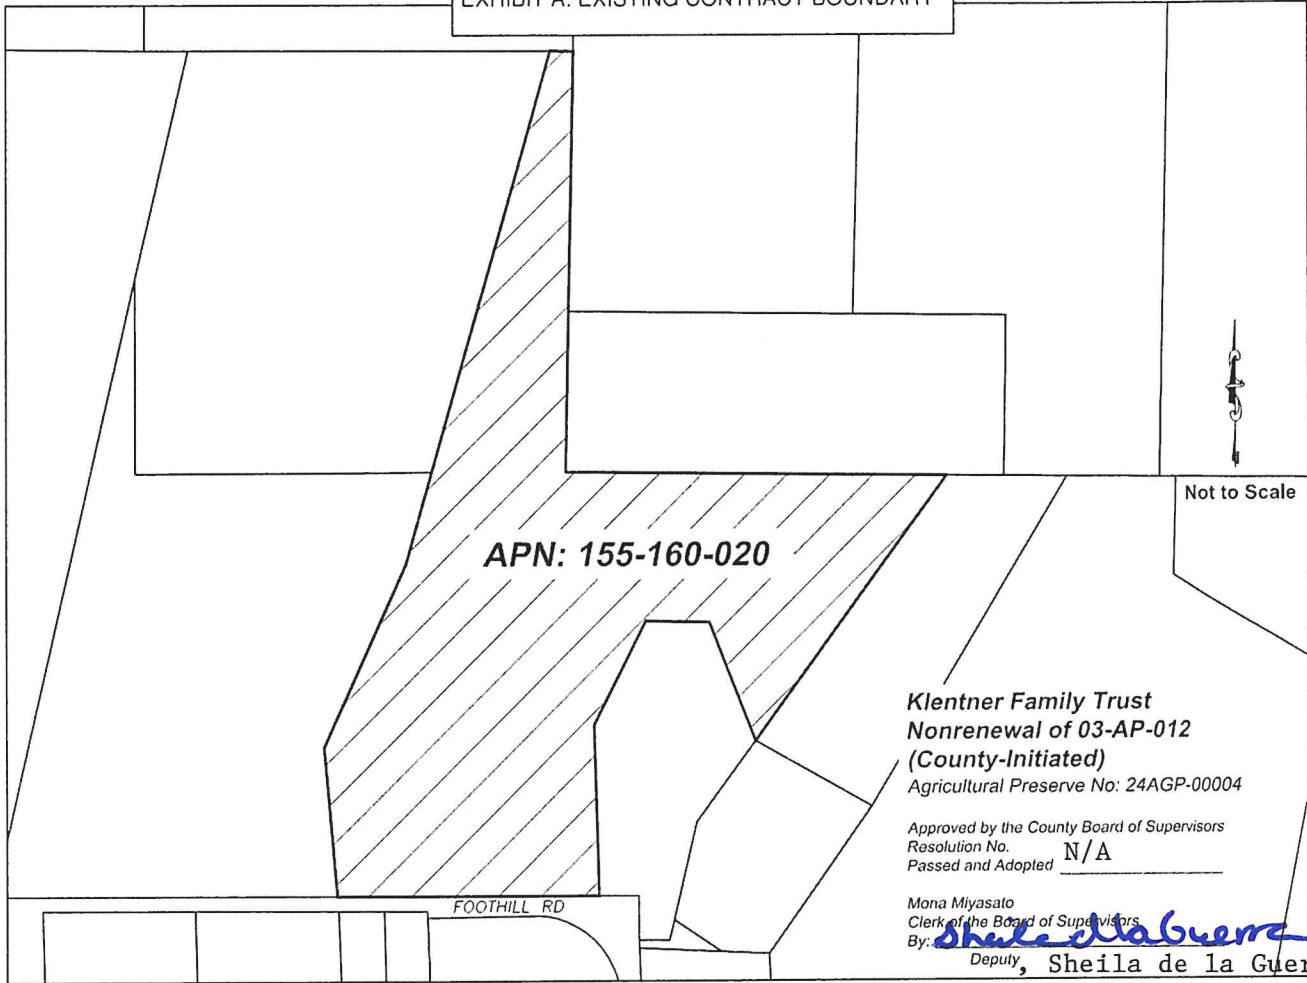 EXHIBIT A: EXISTING CONTRACT BOUNDARY
Not to Scale
APN: 155-160-020
Klentner Family Trust
Nonrenewal of 03-AP-012
(County-Initiated)
Agricultural Preserve No: 24AGP-00004
Approved by the County Board of Supervisors
Resolution No.
N/A
Passed and Adopted
Mona Miyasato
Clerk of the Board of Supervisors
By: Sheila de la Guerra
Deputy, Sheila de la Guer
FOOTHILL RD